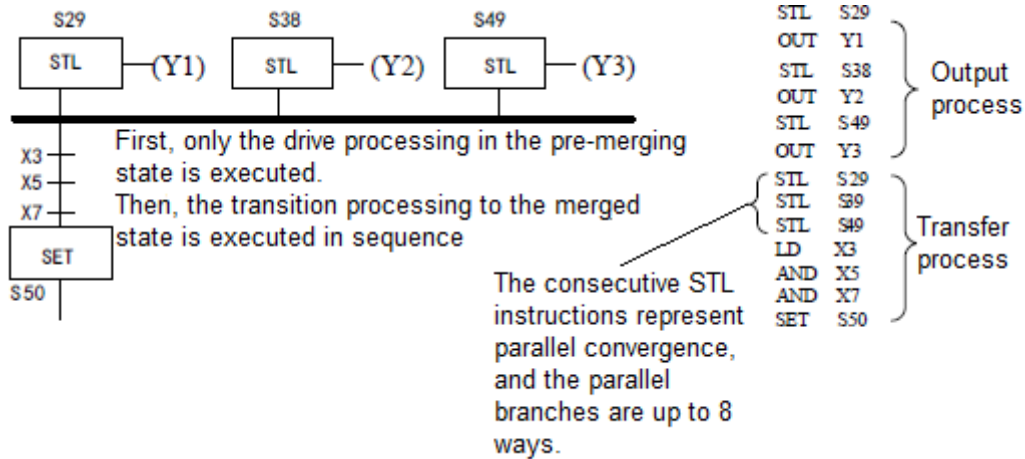 S29
S38
S49
STL
(Y1)
STL
(Y2)
STL
(Y3)
First, only the drive processing in the pre-merging
state is executed.
Then, the transition processing to the merged
state is executed in sequence
X3
X5
X7
SET
S50
STL S29
OUT Y1
STL S38
OUT Y2
STL S49
OUT Y3
STL S29
STL S39
STL S49
LD X3
AND X5
AND X7
SET S50
Output
process
Transfer
process
The consecutive STL
instructions represent
parallel convergence,
and the parallel
branches are up to 8
ways.